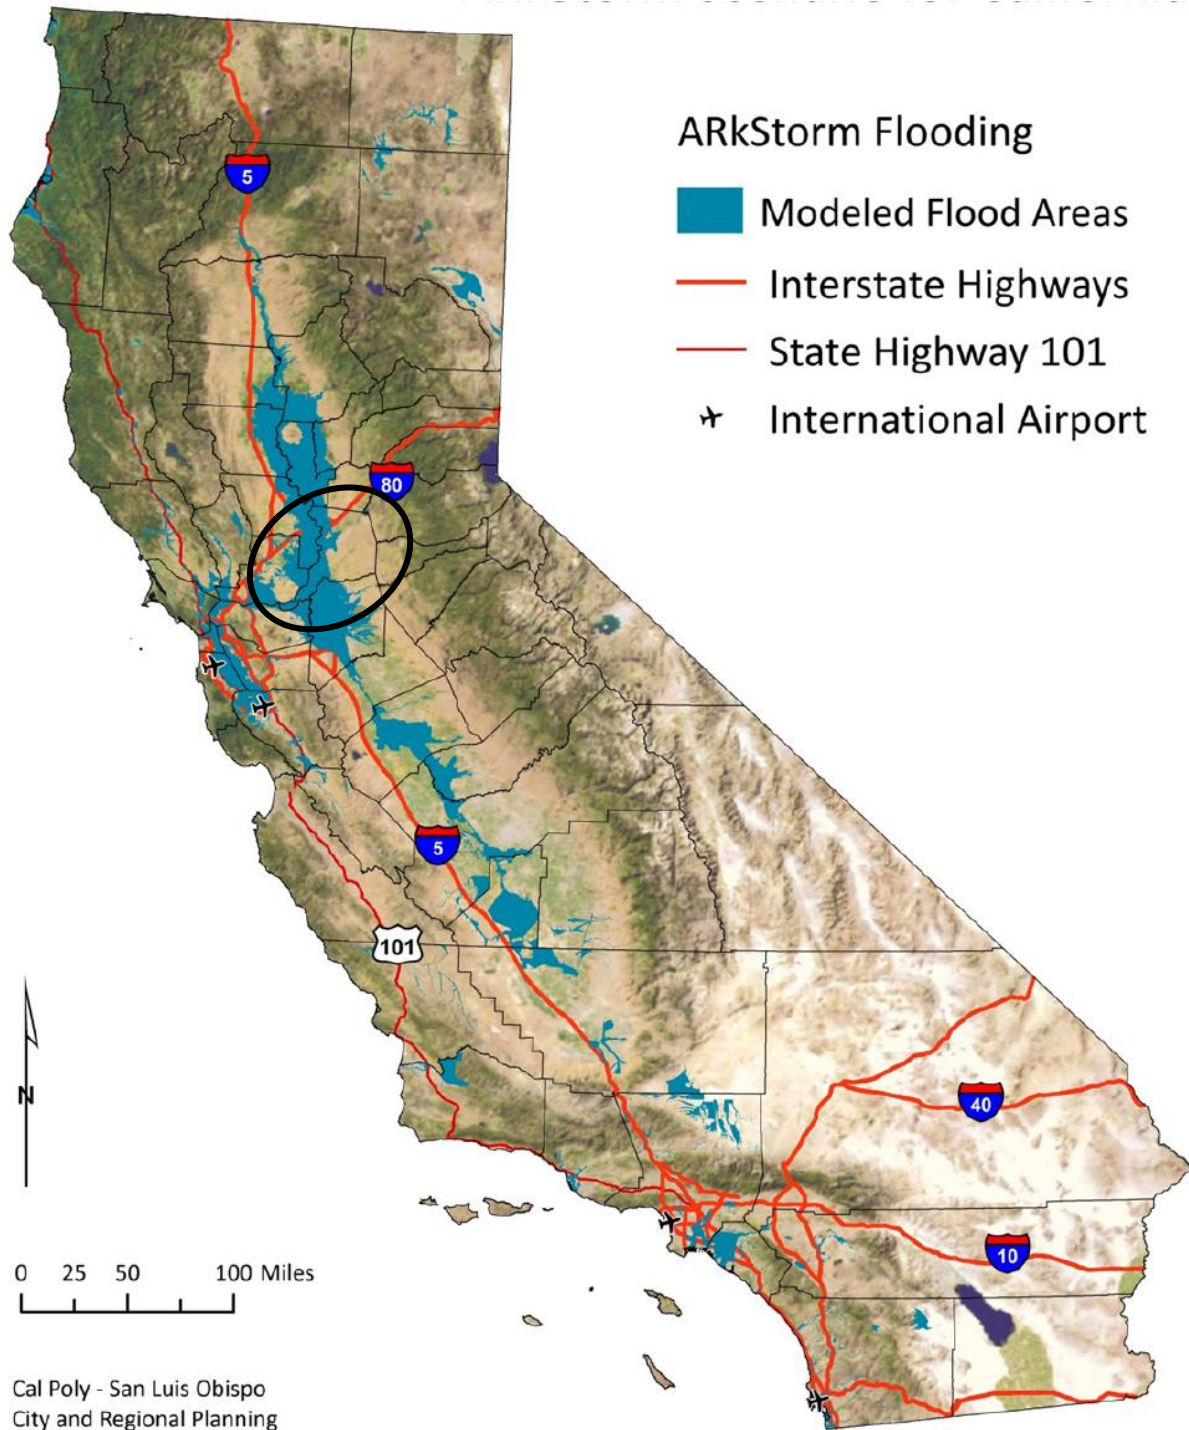 ARkStorm Flooding
Modeled Flood Areas
Interstate Highways
State Highway 101
International Airport
5
80
5
101
N
40
10
0 25 50 100 Miles
Cal Poly - San Luis Obispo
City and Regional Planning